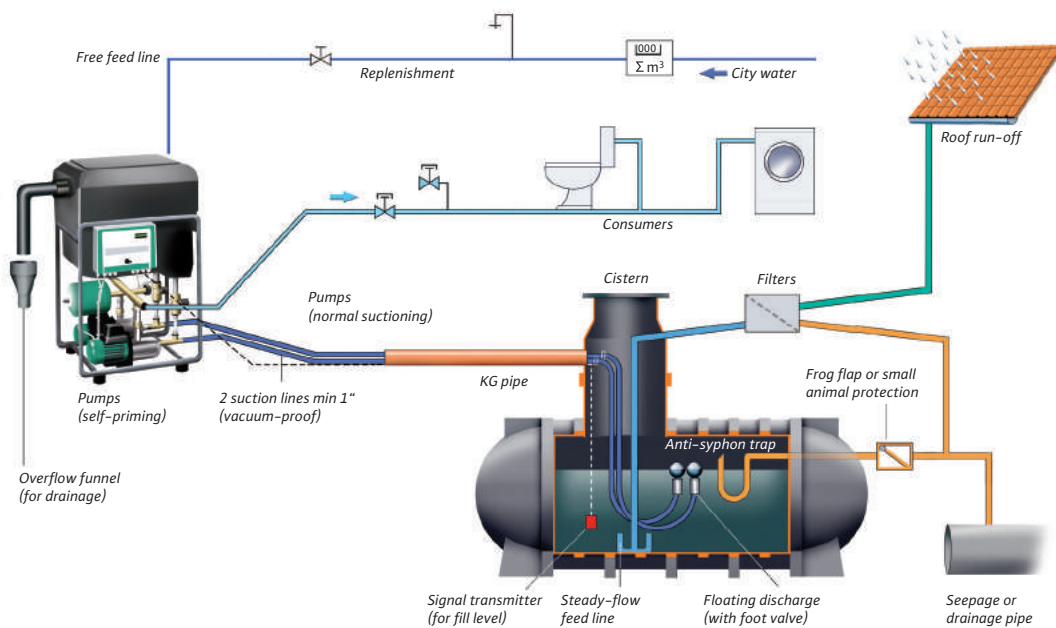 Free feed line
Replenishment
000
Σ m³
City water
Roof run-off
Consumers
Cistern
Filters
Pumps
(normal suctioning)
KG pipe
Frog flap or small
animal protection
Pumps
(self-priming)
2 suction lines min 1“
(vacuum-proof)
Anti-syphon trap
Overflow funnel
(for drainage)
Signal transmitter
(for fill level)
Steady-flow
feed line
Floating discharge
(with foot valve)
Seepage or
drainage pipe